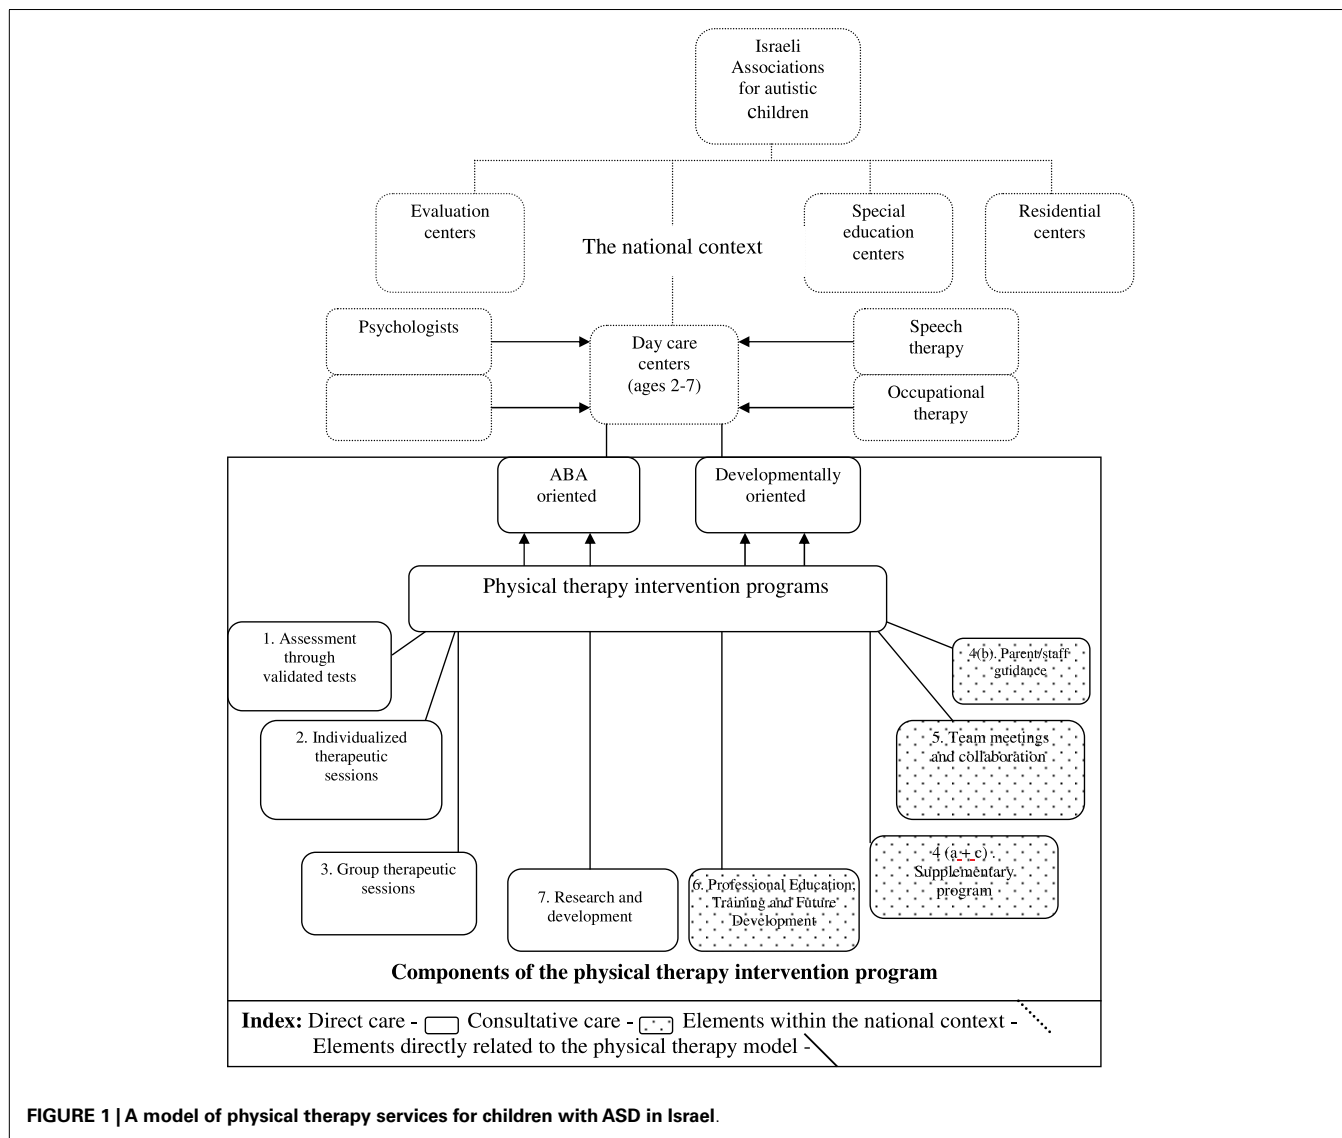 Israeli
Associations
for autistic
children
Evaluation
centers
The national context
Special
education
centers
Residential
centers
Psychologists
Day care
centers
(ages 2-7)
Speech
therapy
Occupational
therapy
ABA
oriented
Developmentally
oriented
Physical therapy intervention programs
1. Assessment
through
validated tests
4(b). Parent/staff
guidance
2. Individualized
therapeutic
sessions
5. Team meetings
and collaboration
3. Group therapeutic
sessions
7. Research and
development
6. Professional Education,
Training and Future
Development
4 (a + c) .
Supplementary
program
Components of the physical therapy intervention program
Index: Direct care - Consultative care - Elements within the national context -
Elements directly related to the physical therapy model -
FIGURE 1 | A model of physical therapy services for children with ASD in Israel.